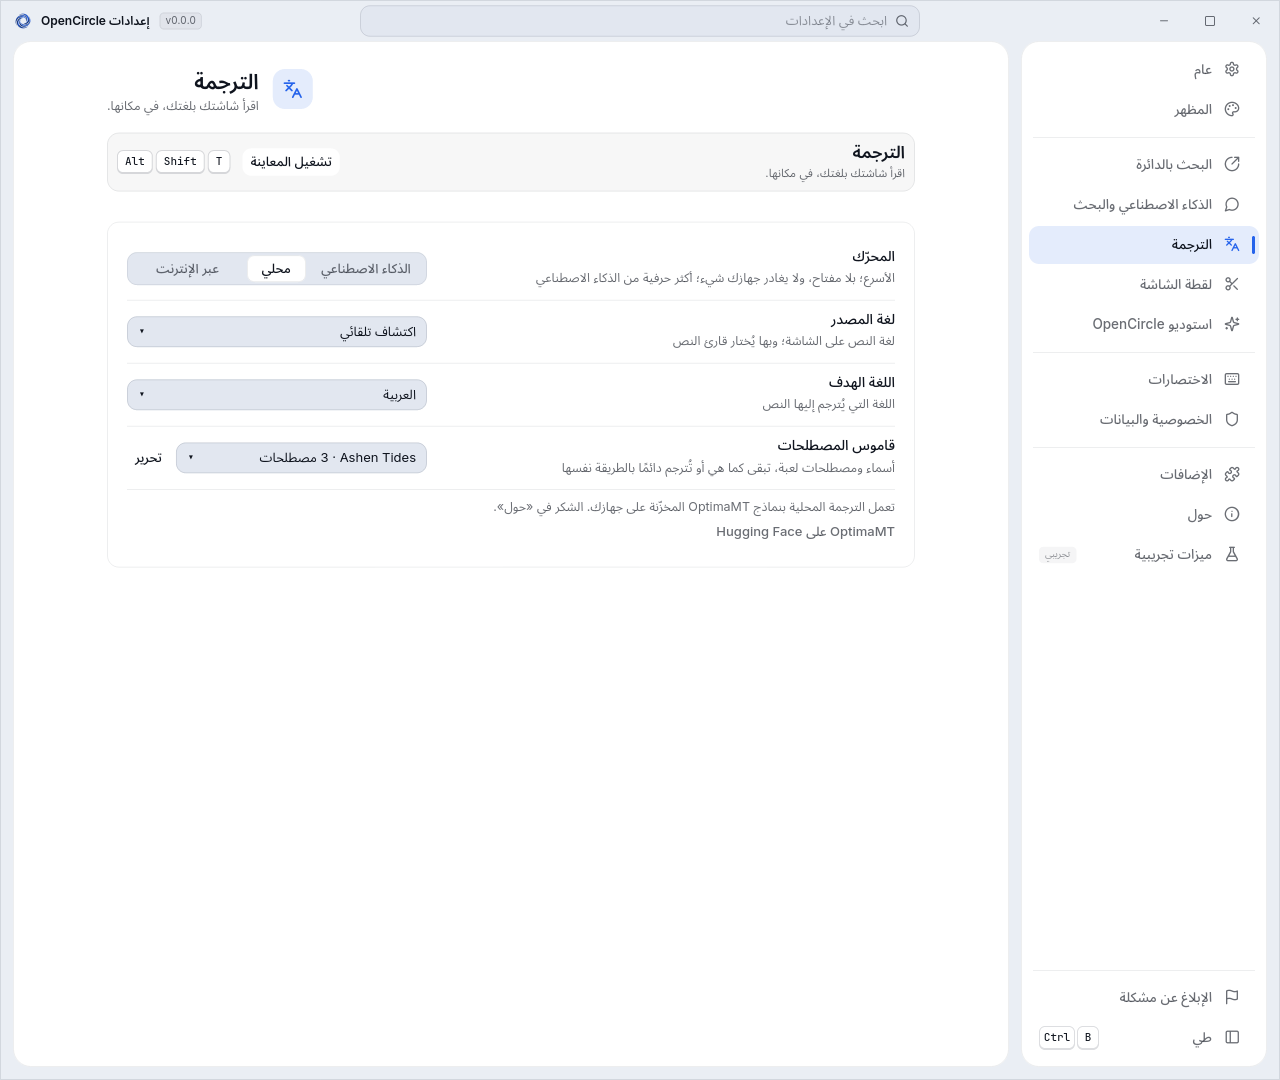 إعدادات OpenCircle
v0.0.0
ابحث في الإعدادات
عام
المظهر
البحث بالدائرة
الذكاء الاصطناعي والبحث
الترجمة
لقطة الشاشة
استوديو OpenCircle
الاختصارات
الخصوصية والبيانات
الإضافات
حول
ميزات تجريبية
تجريبي
الإبلاغ عن مشكلة
طي
Ctrl B
الترجمة
اقرأ شاشتك بلغتك، في مكانها.
الترجمة
اقرأ شاشتك بلغتك، في مكانها.
تشغيل المعاينة
Alt Shift T
المحرّك
الأسرع؛ بلا مفتاح، ولا يغادر جهازك شيء؛ أكثر حرفية من الذكاء الاصطناعي
الذكاء الاصطناعي
محلي
عبر الإنترنت
لغة المصدر
لغة النص على الشاشة؛ وبها يُختار قارئ النص
اكتشاف تلقائي
اللغة الهدف
اللغة التي يُترجم إليها النص
العربية
قاموس المصطلحات
أسماء ومصطلحات لعبة، تبقى كما هي أو تُترجم دائمًا بالطريقة نفسها
Ashen Tides · 3 مصطلحات
تحرير
تعمل الترجمة المحلية بنماذج OptimaMT المخزّنة على جهازك. الشكر في «حول».
OptimaMT على Hugging Face